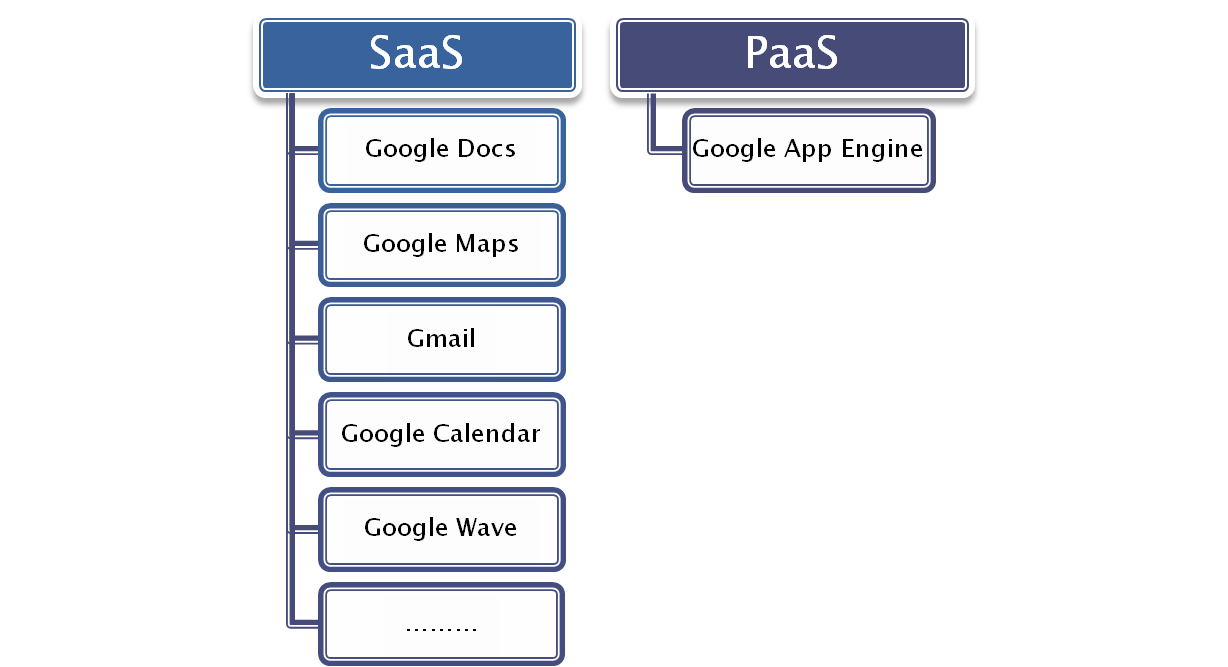 SaaS
Google Docs
Google Maps
Gmail
Google Calendar
Google Wave
.........
PaaS
Google App Engine